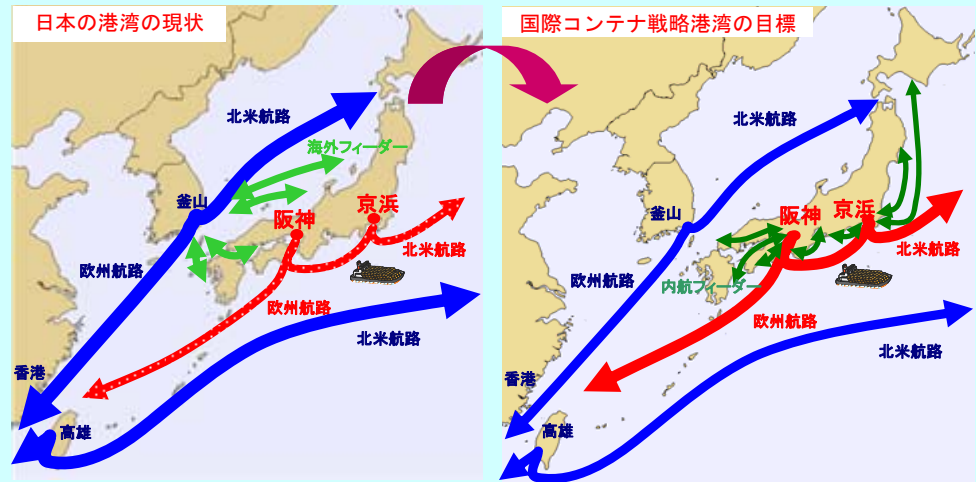 日本の港湾の現状
北米航路
海外フィーダー
釜山
阪神
京浜
北米航路
欧州航路
欧州航路
北米航路
香港
高雄
国際コンテナ戦略港湾の目標
北米航路
釜山
阪神
京浜
北米航路
欧州航路
内航フィーダー
欧州航路
北米航路
香港
高雄